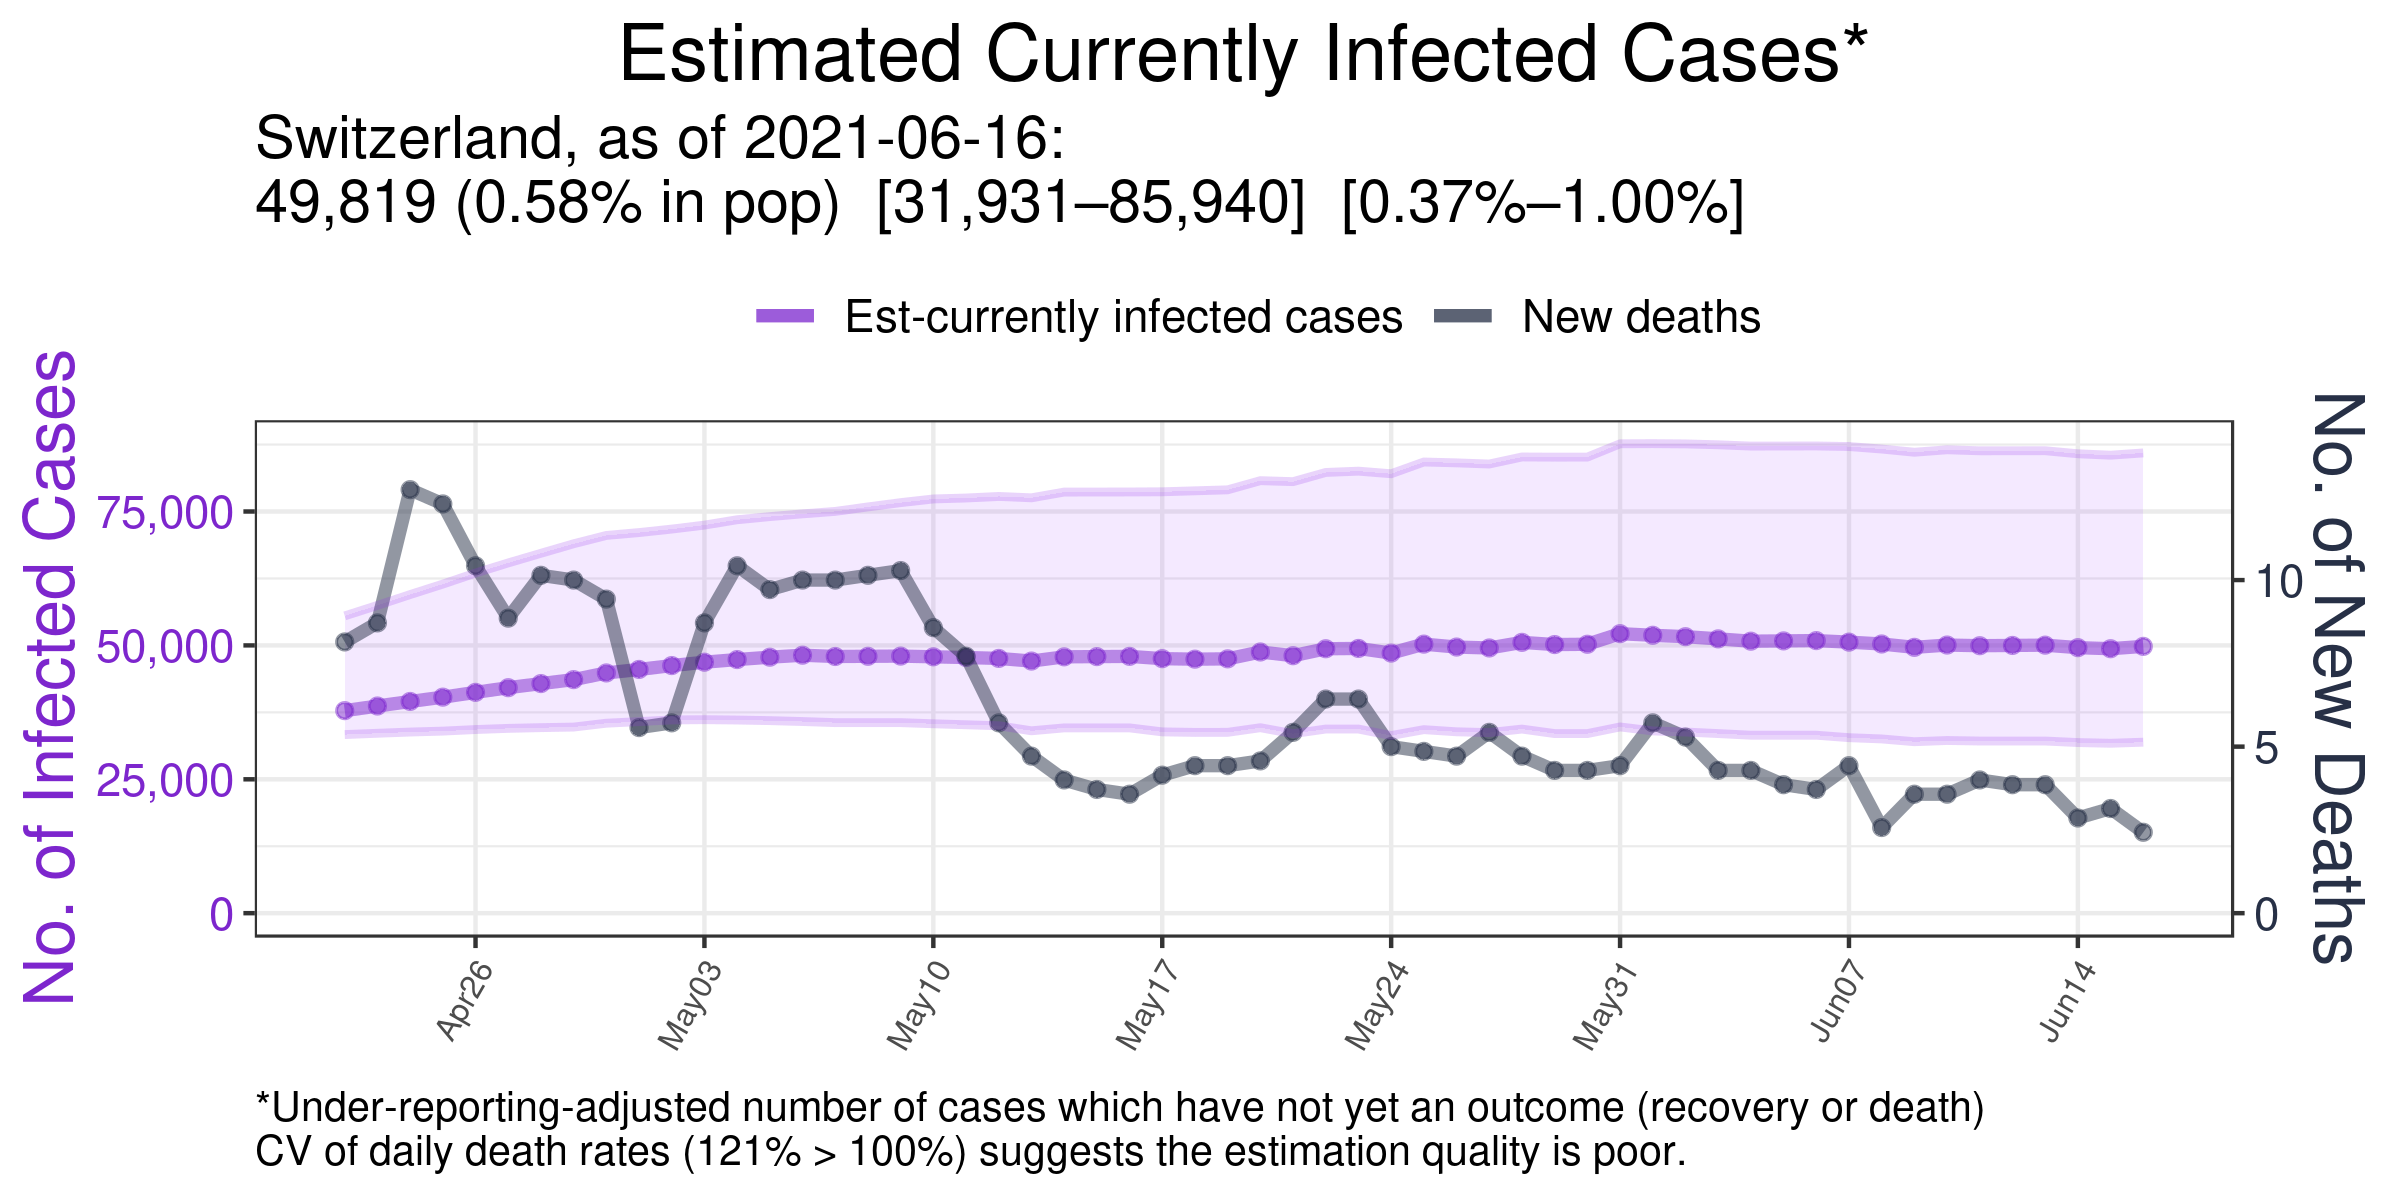 Estimated Currently Infected Cases*
Switzerland, as of 2021-06-16:
49,819 (0.58% in pop)  [31,931–85,940]  [0.37%–1.00%]
Est-currently infected cases
New deaths
No. of Infected Cases
75,000
50,000
25,000
0
No. of New Deaths
10
5
0
Apr26
May03
May10
May17
May24
May31
Jun07
Jun14
*Under-reporting-adjusted number of cases which have not yet an outcome (recovery or death)
CV of daily death rates (121% > 100%) suggests the estimation quality is poor.